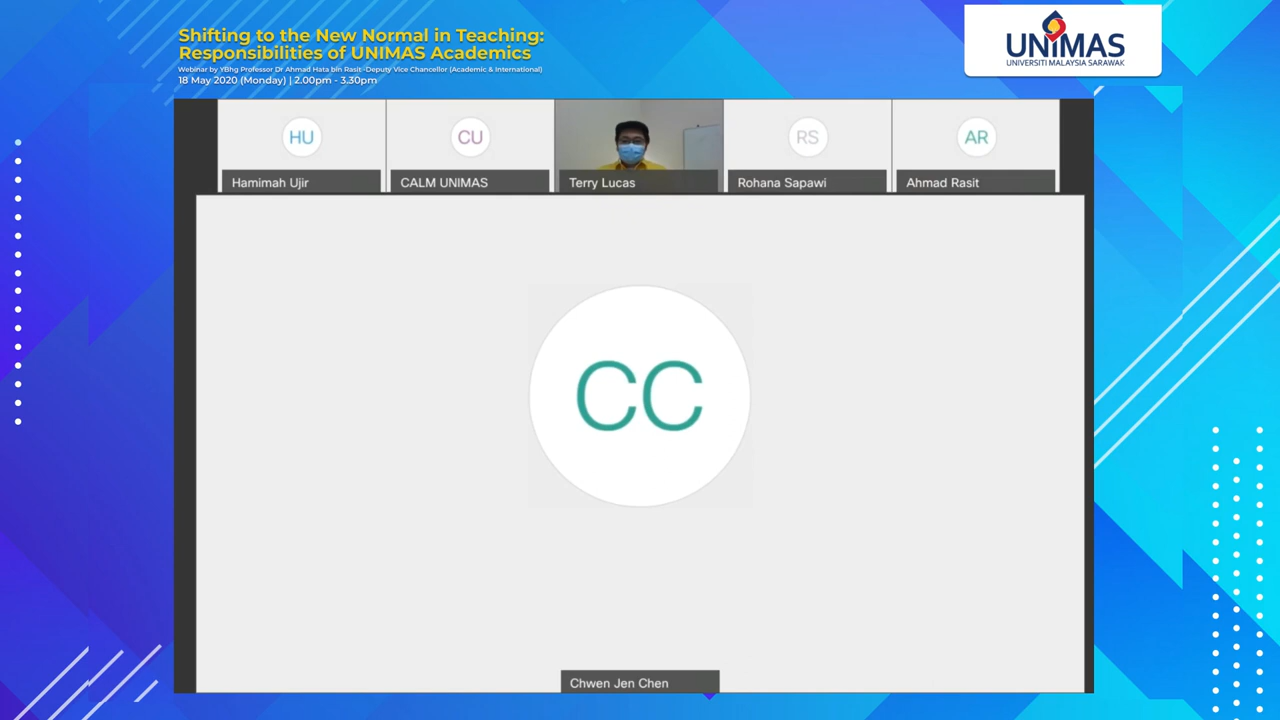 Shifting to the New Normal in Teaching:
Responsibilities of UNIMAS Academics
Webinar by YBhg Professor Dr Ahmad Hata bin Rasit -Deputy Vice Chancellor (Academic & International)
18 May 2020 (Monday) | 2.00pm - 3.30pm
UNIMAS
UNIVERSITI MALAYSIA SARAWAK
HU
CU
RS
AR
Hamimah Ujir
CALM UNIMAS
Terry Lucas
Rohana Sapawi
Ahmad Rasit
CC
Chwen Jen Chen